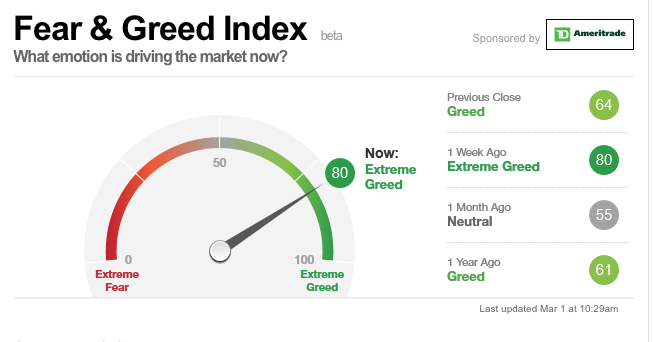 Fear & Greed Index beta
What emotion is driving the market now?
Sponsored by TD Ameritrade
Previous Close
Greed
64
1 Week Ago
Extreme Greed
80
1 Month Ago
Neutral
55
1 Year Ago
Greed
61
Now:
Extreme
Greed
80
50
0
100
Extreme
Fear
Extreme
Greed
Last updated Mar 1 at 10:29am